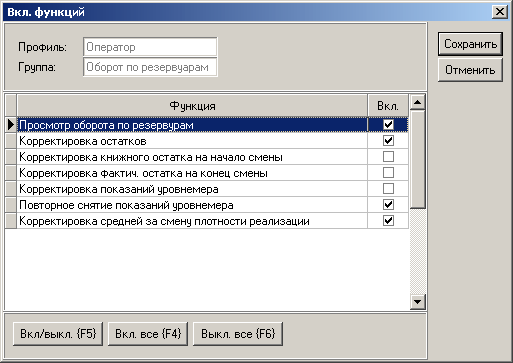 Вкл. функций
Профиль: Оператор
Группа: Оборот по резервуарам
Сохранить
Отменить
Функция Вкл.
Просмотр оборота по резервурам
Корректировка остатков
Корректировка книжного остатка на начало смены
Корректировка Фактич. остатка на конец смены
Корректировка показаний уровнемера
Повторное снятие показаний уровнемера
Корректировка средней за смену плотности реализации
Вкл/выкл. {F5} Вкл. все {F4} Выкл. все {F6}